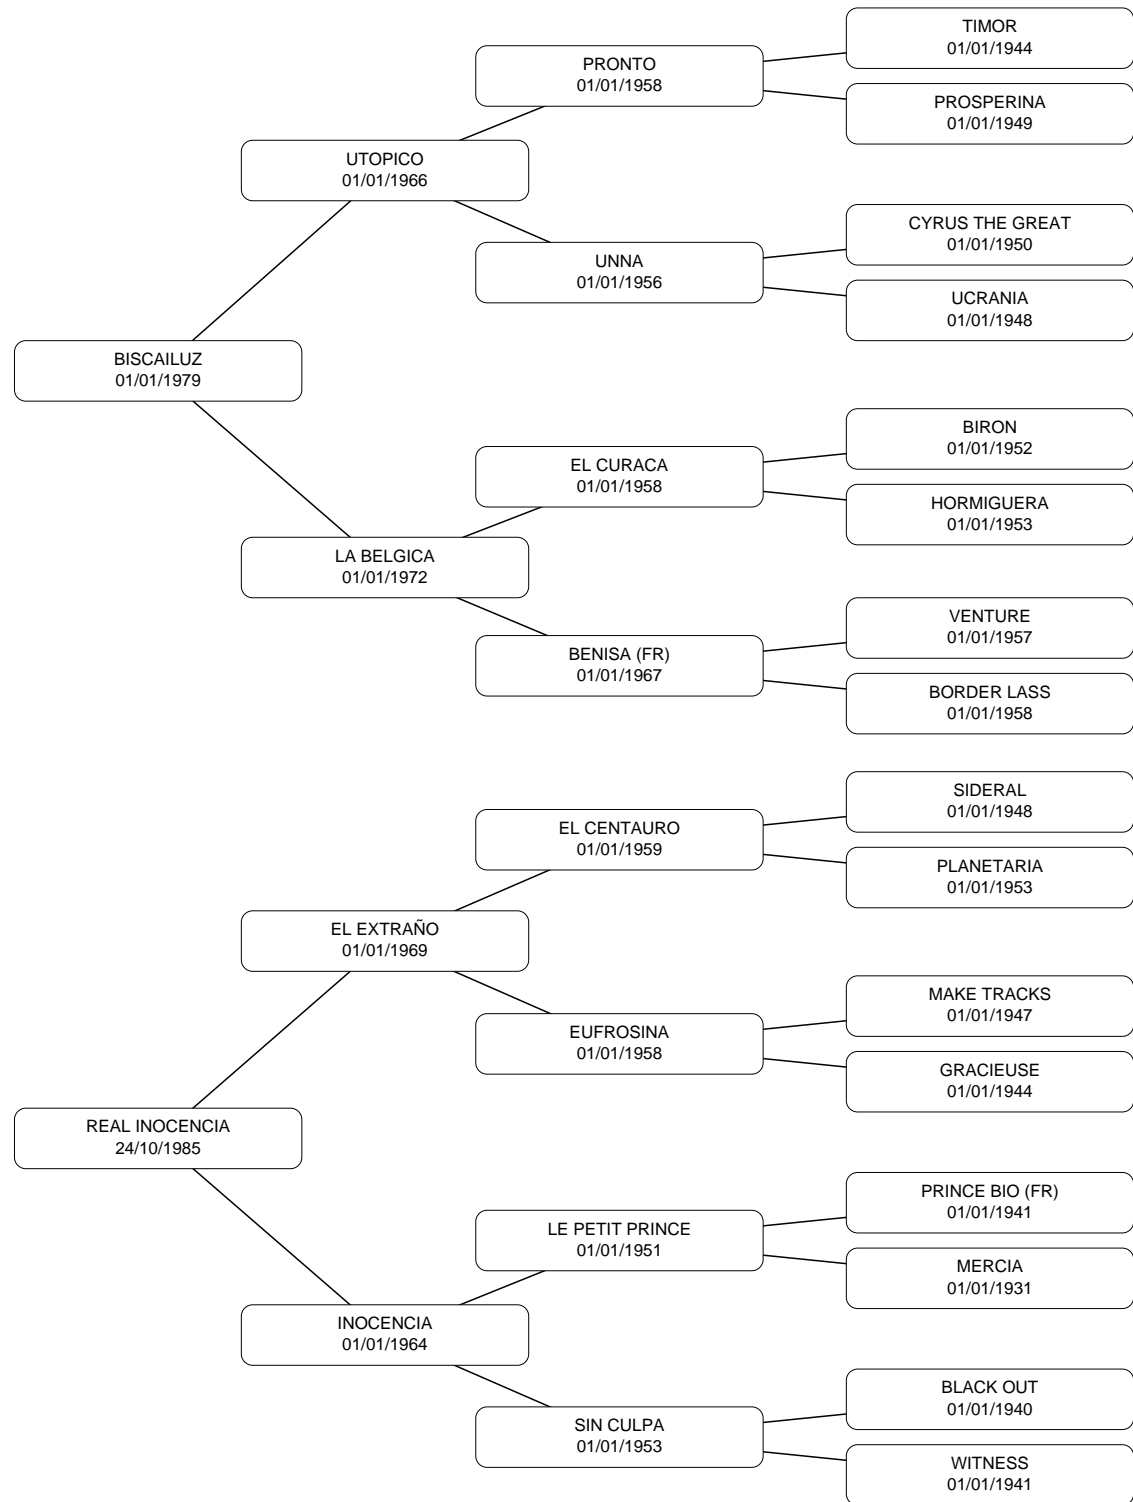 TIMOR
01/01/1944
PRONTO
01/01/1958
PROSPERINA
01/01/1949
UTOPICO
01/01/1966
CYRUS THE GREAT
01/01/1950
UNNA
01/01/1956
UCRANIA
01/01/1948
BISCAILUZ
01/01/1979
BIRON
01/01/1952
EL CURACA
01/01/1958
HORMIGUERA
01/01/1953
LA BELGICA
01/01/1972
VENTURE
01/01/1957
BENISA (FR)
01/01/1967
BORDER LASS
01/01/1958
SIDERAL
01/01/1948
EL CENTAURO
01/01/1959
PLANETARIA
01/01/1953
EL EXTRAÑO
01/01/1969
MAKE TRACKS
01/01/1947
EUFROSINA
01/01/1958
GRACIEUSE
01/01/1944
REAL INOCENCIA
24/10/1985
PRINCE BIO (FR)
01/01/1941
LE PETIT PRINCE
01/01/1951
MERCIA
01/01/1931
INOCENCIA
01/01/1964
BLACK OUT
01/01/1940
SIN CULPA
01/01/1953
WITNESS
01/01/1941